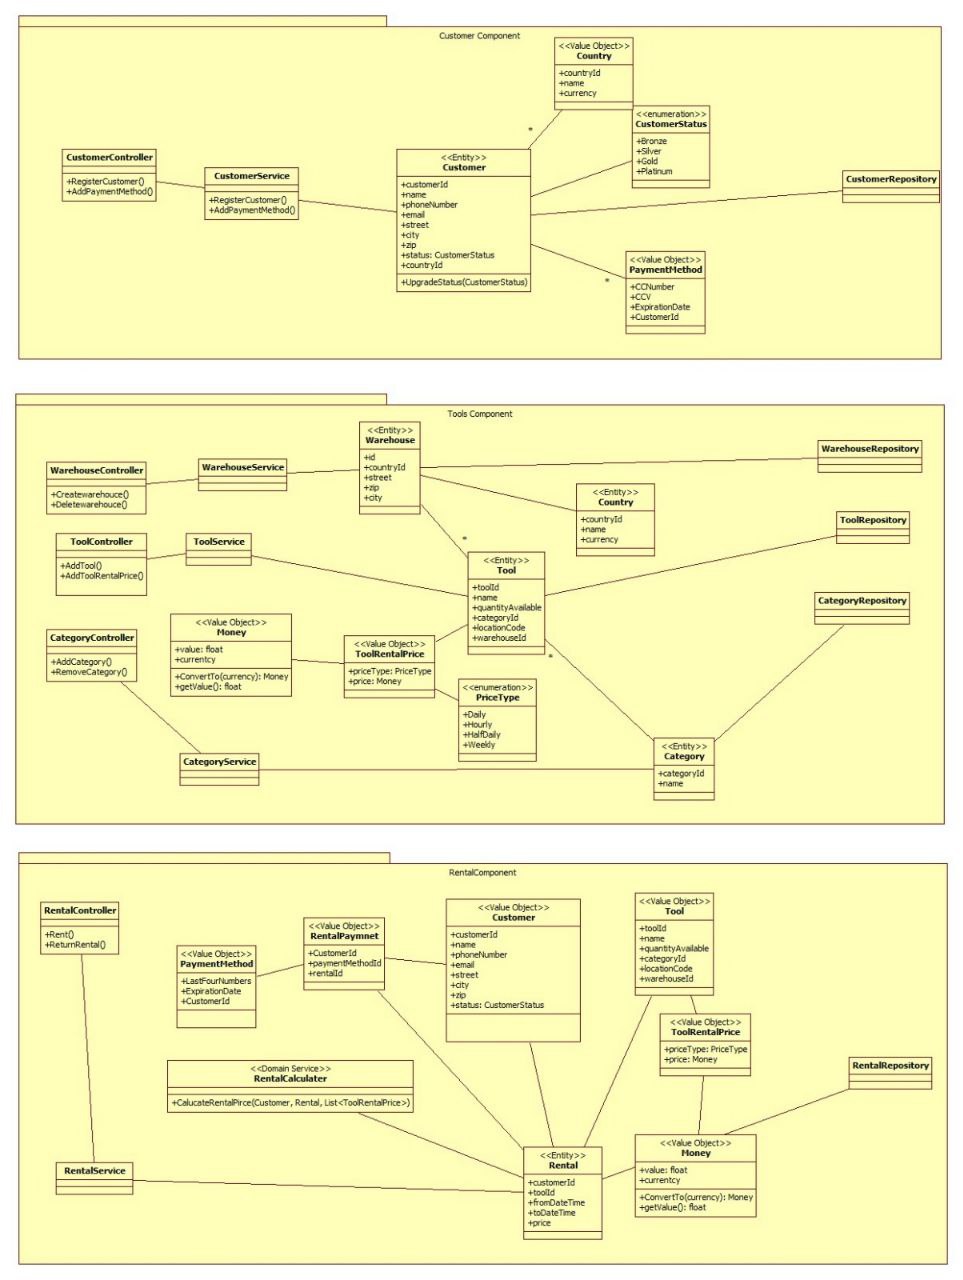 Customer Component
<<Value Object>>
Country
+countryId
+name
+currency
<<enumeration>>
CustomerStatus
+Bronze
+Silver
+Gold
+Platinum
*
CustomerController
+RegisterCustomer()
+AddPaymentMethod()
CustomerService
+RegisterCustomer()
+AddPaymentMethod()
<<Entity>>
Customer
+customerId
+name
+phoneNumber
+email
+street
+city
+zip
+status: CustomerStatus
+countryId
+UpgradeStatus(CustomerStatus)
CustomerRepository
<<Value Object>>
PaymentMethod
+CCNumber
+CCV
+ExpirationDate
+CustomerId
*
Tools Component
<<Entity>>
Warehouse
+id
+countryId
+street
+zip
+city
WarehouseController
+Createwarehouce()
+Deletewarehouce()
WarehouseService
WarehouseRepository
<<Entity>>
Country
+countryId
+name
+currency
ToolController
+AddTool()
+AddToolRentalPrice()
ToolService
ToolRepository
*
<<Entity>>
Tool
+toolId
+name
+quantityAvailable
+categoryId
+locationCode
+warehouseId
*
CategoryRepository
CategoryController
+AddCategory()
+RemoveCategory()
<<Value Object>>
Money
+value: float
+currentcy
+ConvertTo(currency): Money
+getValue(): float
<<Value Object>>
ToolRentalPrice
+priceType: PriceType
+price: Money
<<enumeration>>
PriceType
+Daily
+Hourly
+HalfDaily
+Weekly
CategoryService
<<Entity>>
Category
+categoryId
+name
RentalComponent
RentalController
+Rent()
+ReturnRental()
<<Value Object>>
PaymentMethod
+LastFourNumbers
+ExpirationDate
+CustomerId
<<Value Object>>
RentalPaymnet
+CustomerId
+paymentMethodId
+rentalId
<<Value Object>>
Customer
+customerId
+name
+phoneNumber
+email
+street
+city
+zip
+status: CustomerStatus
<<Value Object>>
Tool
+toolId
+name
+quantityAvailable
+categoryId
+locationCode
+warehouseId
<<Value Object>>
ToolRentalPrice
+priceType: PriceType
+price: Money
<<Domain Service>>
RentalCalculater
+CalucateRentalPirce(Customer, Rental, List<ToolRentalPrice>)
RentalRepository
RentalService
<<Entity>>
Rental
+customerId
+toolId
+fromDateTime
+toDateTime
+price
<<Value Object>>
Money
+value: float
+currentcy
+ConvertTo(currency): Money
+getValue(): float